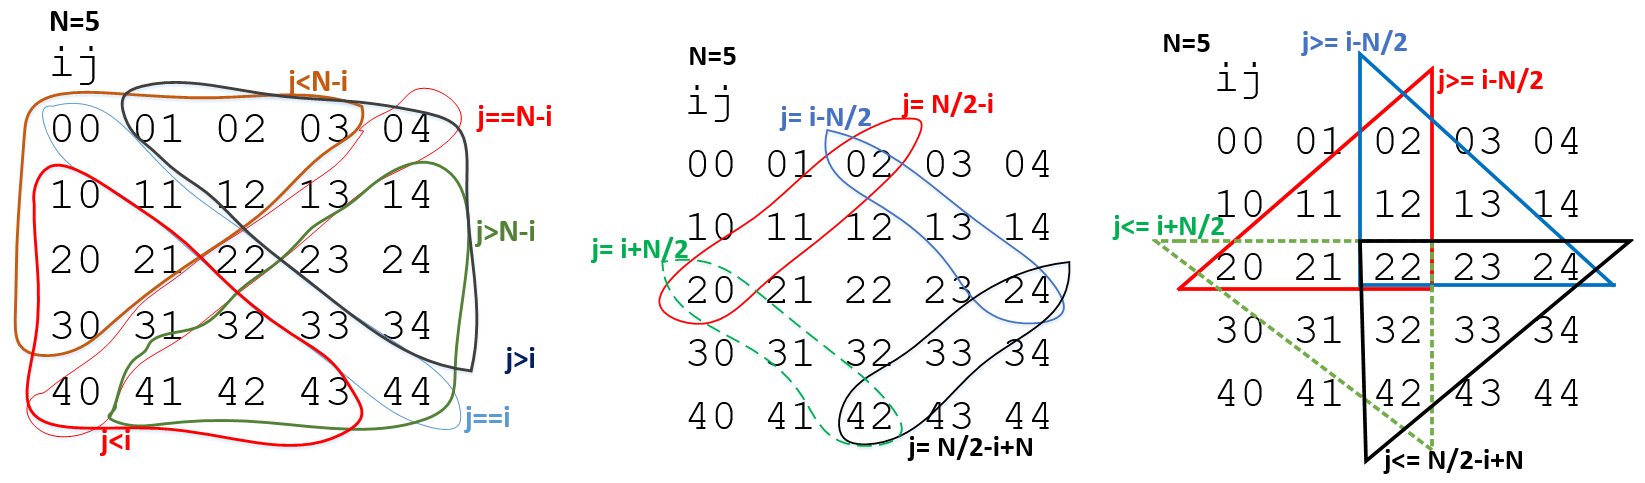 N=5
ij
j<N-i
j==N-i
00 01 02 03 04
10 11 12 13 14
j>N-i
20 21 22 23 24
30 31 32 33 34
j>i
40 41 42 43 44
j==i
j<i
N=5
ij
j= i-N/2
j= N/2-i
00 01 02 03 04
10 11 12 13 14
j= i+N/2
20 21 22 23 24
30 31 32 33 34
40 41 42 43 44
j= N/2-i+N
N=5
j>= i-N/2
ij
j>= i-N/2
00 01 02 03 04
10 11 12 13 14
j<= i+N/2
20 21 22 23 24
30 31 32 33 34
40 41 42 43 44
j<= N/2-i+N